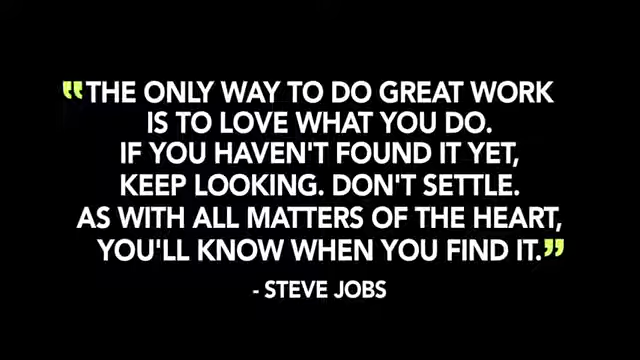 "THE ONLY WAY TO DO GREAT WORK
IS TO LOVE WHAT YOU DO.
IF YOU HAVEN'T FOUND IT YET,
KEEP LOOKING. DON'T SETTLE.
AS WITH ALL MATTERS OF THE HEART,
YOU'LL KNOW WHEN YOU FIND IT."
- STEVE JOBS